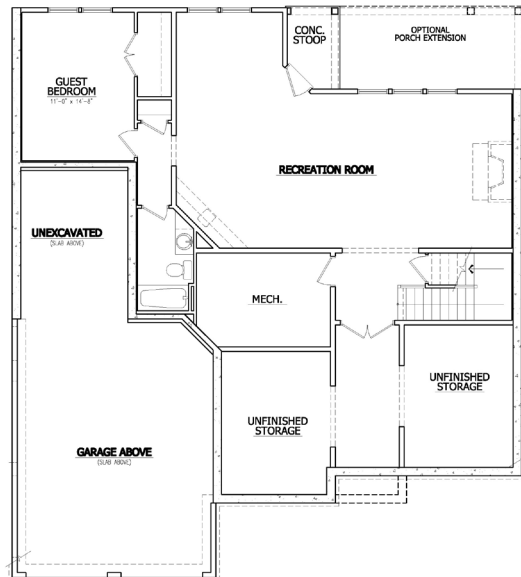 CONC.
STOOP
OPTIONAL
PORCH EXTENSION
GUEST
BEDROOM
11'-0" x 14'-8"
RECREATION ROOM
UNEXCAVATED
(SLAB ABOVE)
MECH.
UNFINISHED
STORAGE
UNFINISHED
STORAGE
GARAGE ABOVE
(SLAB ABOVE)